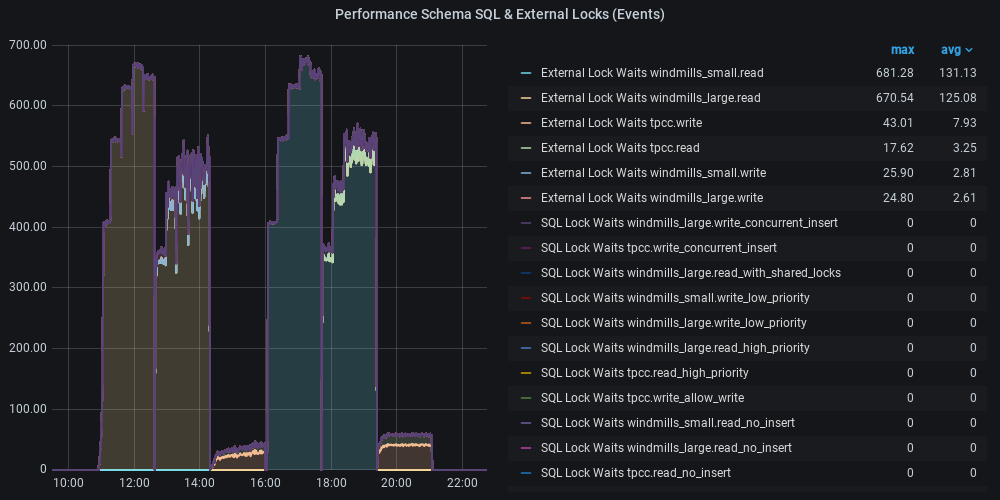 Performance Schema SQL & External Locks (Events)
700.00
600.00
500.00
400.00
300.00
200.00
100.00
0
10:00 12:00 14:00 16:00 18:00 20:00 22:00
max avg
External Lock Waits windmills_small.read 681.28 131.13
External Lock Waits windmills_large.read 670.54 125.08
External Lock Waits tpcc.write 43.01 7.93
External Lock Waits tpcc.read 17.62 3.25
External Lock Waits windmills_small.write 25.90 2.81
External Lock Waits windmills_large.write 24.80 2.61
SQL Lock Waits windmills_large.write_concurrent_insert 0 0
SQL Lock Waits tpcc.write_concurrent_insert 0 0
SQL Lock Waits windmills_large.read_with_shared_locks 0 0
SQL Lock Waits windmills_small.write_low_priority 0 0
SQL Lock Waits windmills_large.write_low_priority 0 0
SQL Lock Waits windmills_large.read_high_priority 0 0
SQL Lock Waits tpcc.read_high_priority 0 0
SQL Lock Waits tpcc.write_allow_write 0 0
SQL Lock Waits windmills_small.read_no_insert 0 0
SQL Lock Waits windmills_large.read_no_insert 0 0
SQL Lock Waits tpcc.read_no_insert 0 0